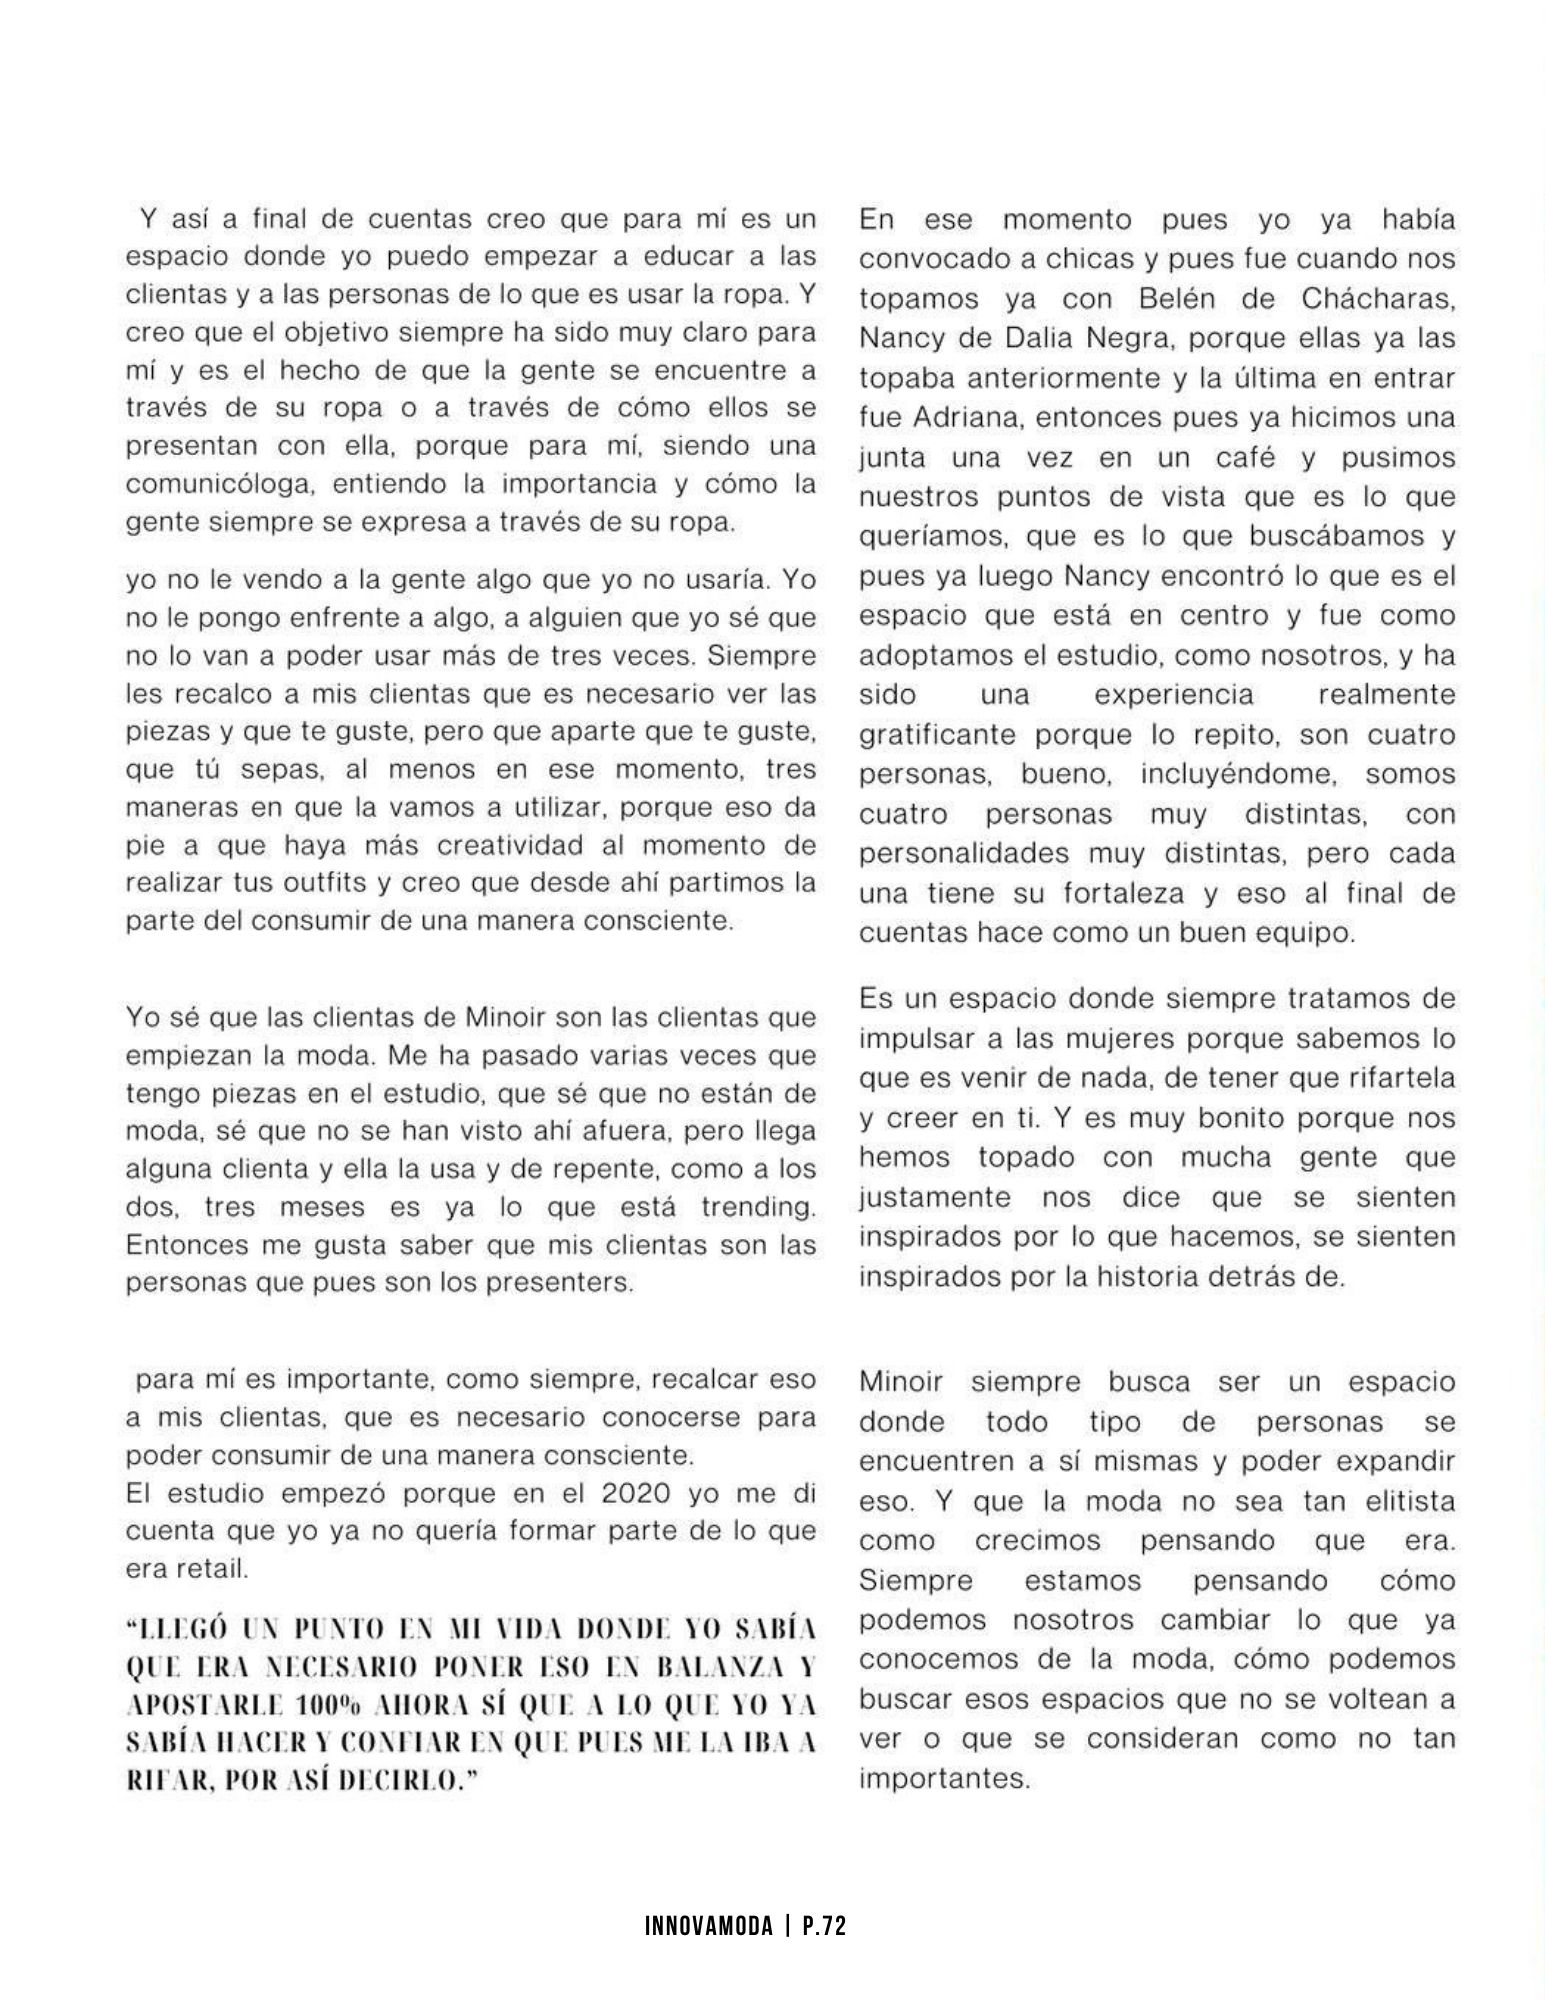 Y así a final de cuentas creo que para mí es un
espacio donde yo puedo empezar a educar a las
clientas y a las personas de lo que es usar la ropa. Y
creo que el objetivo siempre ha sido muy claro para
mí y es el hecho de que la gente se encuentre a
través de su ropa o a través de cómo ellos se
presentan con ella, porque para mí, siendo una
comunicóloga, entiendo la importancia y cómo la
gente siempre se expresa a través de su ropa.
yo no le vendo a la gente algo que yo no usaría. Yo
no le pongo enfrente a algo, a alguien que yo sé que
no lo van a poder usar más de tres veces. Siempre
les recalco a mis clientas que es necesario ver las
piezas y que te guste, pero que aparte que te guste,
que tú sepas, al menos en ese momento, tres
maneras en que la vamos a utilizar, porque eso da
pie a que haya más creatividad al momento de
realizar tus outfits y creo que desde ahí partimos la
parte del consumir de una manera consciente.
Yo sé que las clientas de Minoir son las clientas que
empiezan la moda. Me ha pasado varias veces que
tengo piezas en el estudio, que sé que no están de
moda, sé que no se han visto ahí afuera, pero llega
alguna clienta y ella la usa y de repente, como a los
dos, tres meses es ya lo que está trending.
Entonces me gusta saber que mis clientas son las
personas que pues son los presenters.
para mí es importante, como siempre, recalcar eso
a mis clientas, que es necesario conocerse para
poder consumir de una manera consciente.
El estudio empezó porque en el 2020 yo me di
cuenta que yo ya no quería formar parte de lo que
era retail.
“LLEGÓ UN PUNTO EN MI VIDA DONDE YO SABÍA
QUE ERA NECESARIO PONER ESO EN BALANZA Y
APOSTARLE 100% AHORA SÍ QUE A LO QUE YO YA
SABÍA HACER Y CONFIAR EN QUE PUES ME LA IBA A
RIFAR, POR ASÍ DECIRLO.”
En ese momento pues yo ya había
convocado a chicas y pues fue cuando nos
topamos ya con Belén de Chácharas,
Nancy de Dalia Negra, porque ellas ya las
topaba anteriormente y la última en entrar
fue Adriana, entonces pues ya hicimos una
junta una vez en un café y pusimos
nuestros puntos de vista que es lo que
queríamos, que es lo que buscábamos y
pues ya luego Nancy encontró lo que es el
espacio que está en centro y fue como
adoptamos el estudio, como nosotros, y ha
sido una experiencia realmente
gratificante porque lo repito, son cuatro
personas, bueno, incluyéndome, somos
cuatro personas muy distintas, con
personalidades muy distintas, pero cada
una tiene su fortaleza y eso al final de
cuentas hace como un buen equipo.
Es un espacio donde siempre tratamos de
impulsar a las mujeres porque sabemos lo
que es venir de nada, de tener que rifartela
y creer en ti. Y es muy bonito porque nos
hemos topado con mucha gente que
justamente nos dice que se sienten
inspirados por lo que hacemos, se sienten
inspirados por la historia detrás de.
Minoir siempre busca ser un espacio
donde todo tipo de personas se
encuentren a sí mismas y poder expandir
eso. Y que la moda no sea tan elitista
como crecimos pensando que era.
Siempre estamos pensando cómo
podemos nosotros cambiar lo que ya
conocemos de la moda, cómo podemos
buscar esos espacios que no se voltean a
ver o que se consideran como no tan
importantes.
INNOVAMODA | P.72